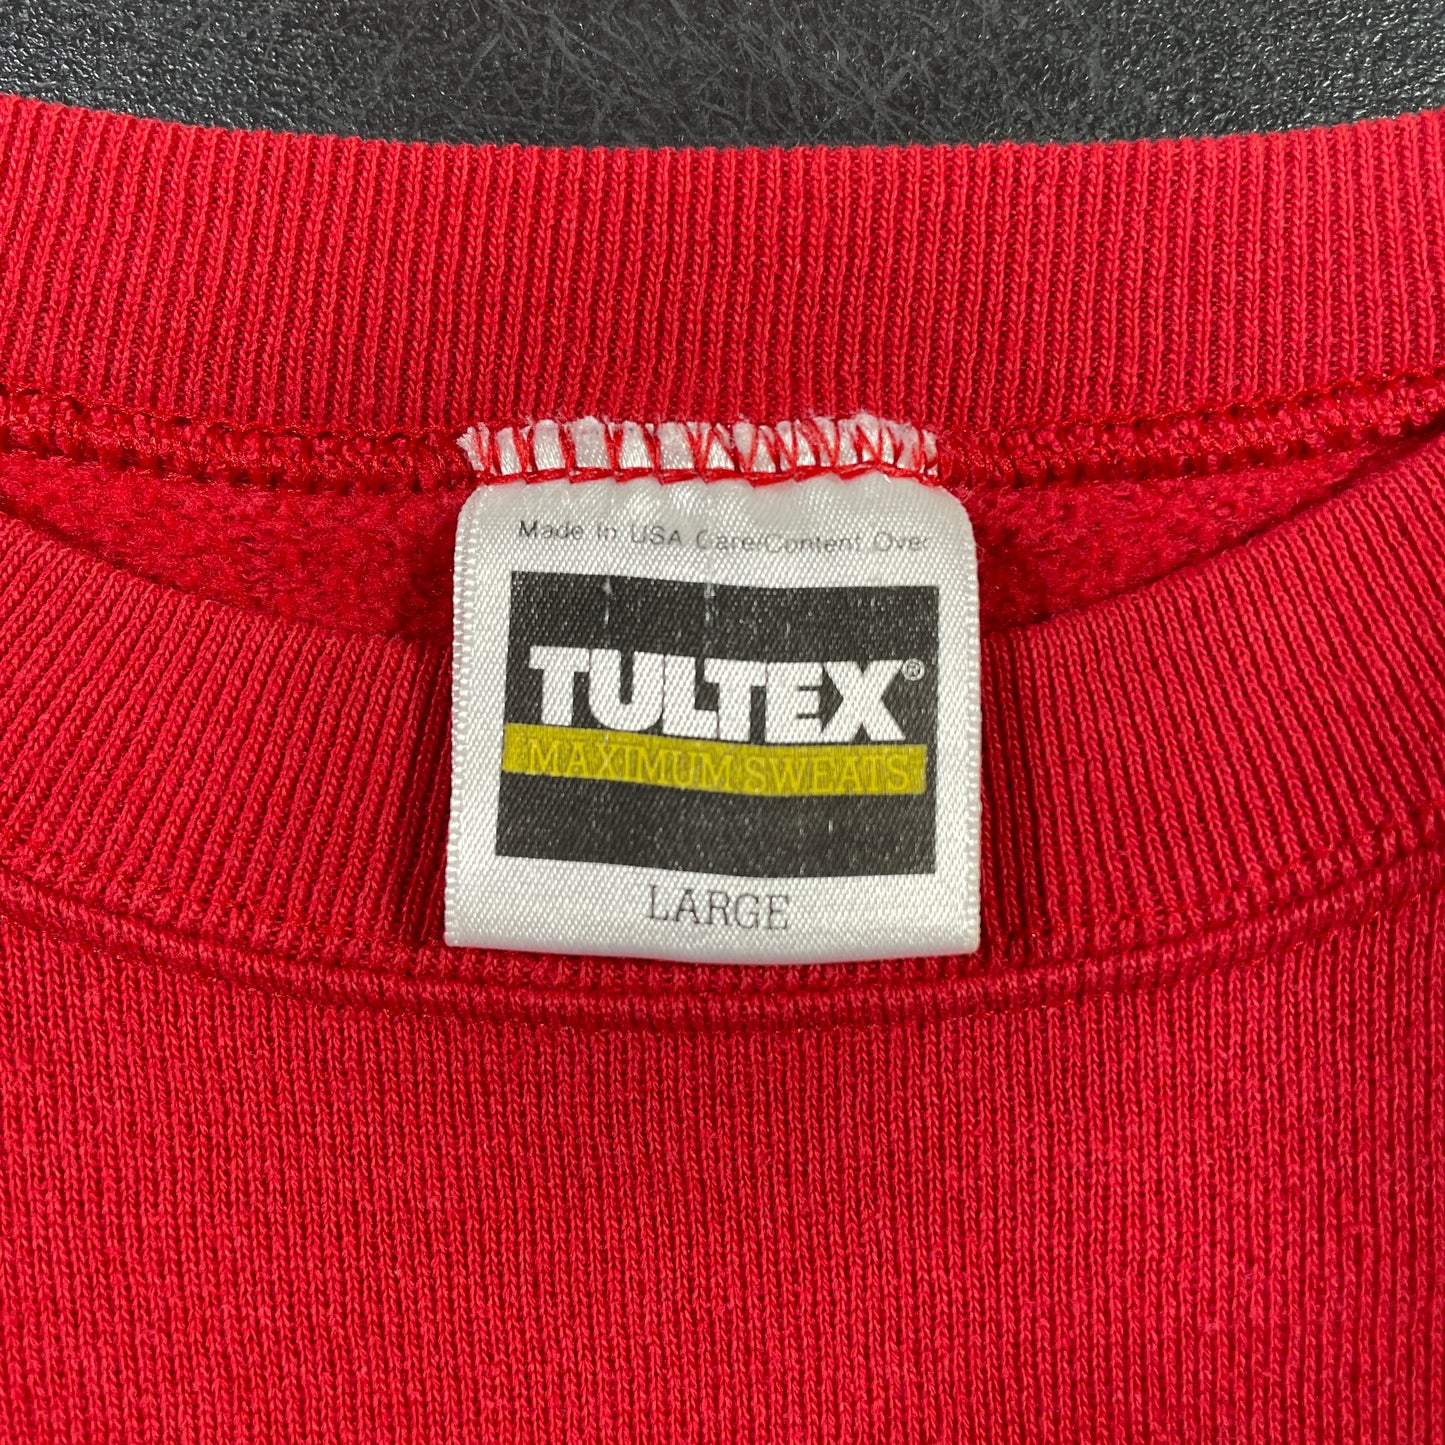 Made In USA Care/Content Over
TULTEX®
MAXIMUM SWEATS
LARGE